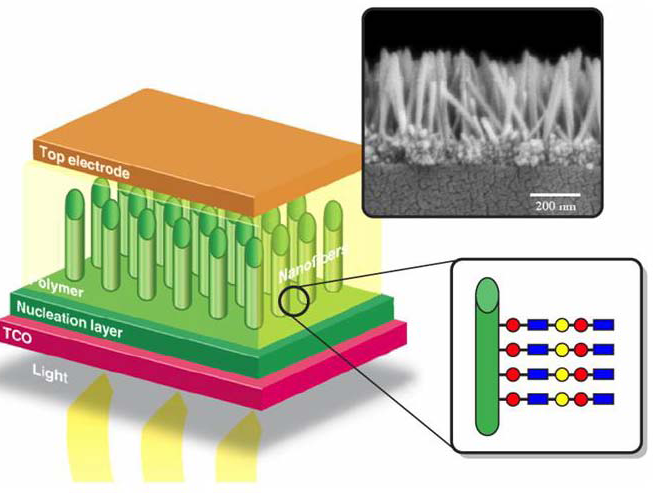 Top electrode
200 nm
Nanofibers
Polymer
Nucleation layer
TCO
Light